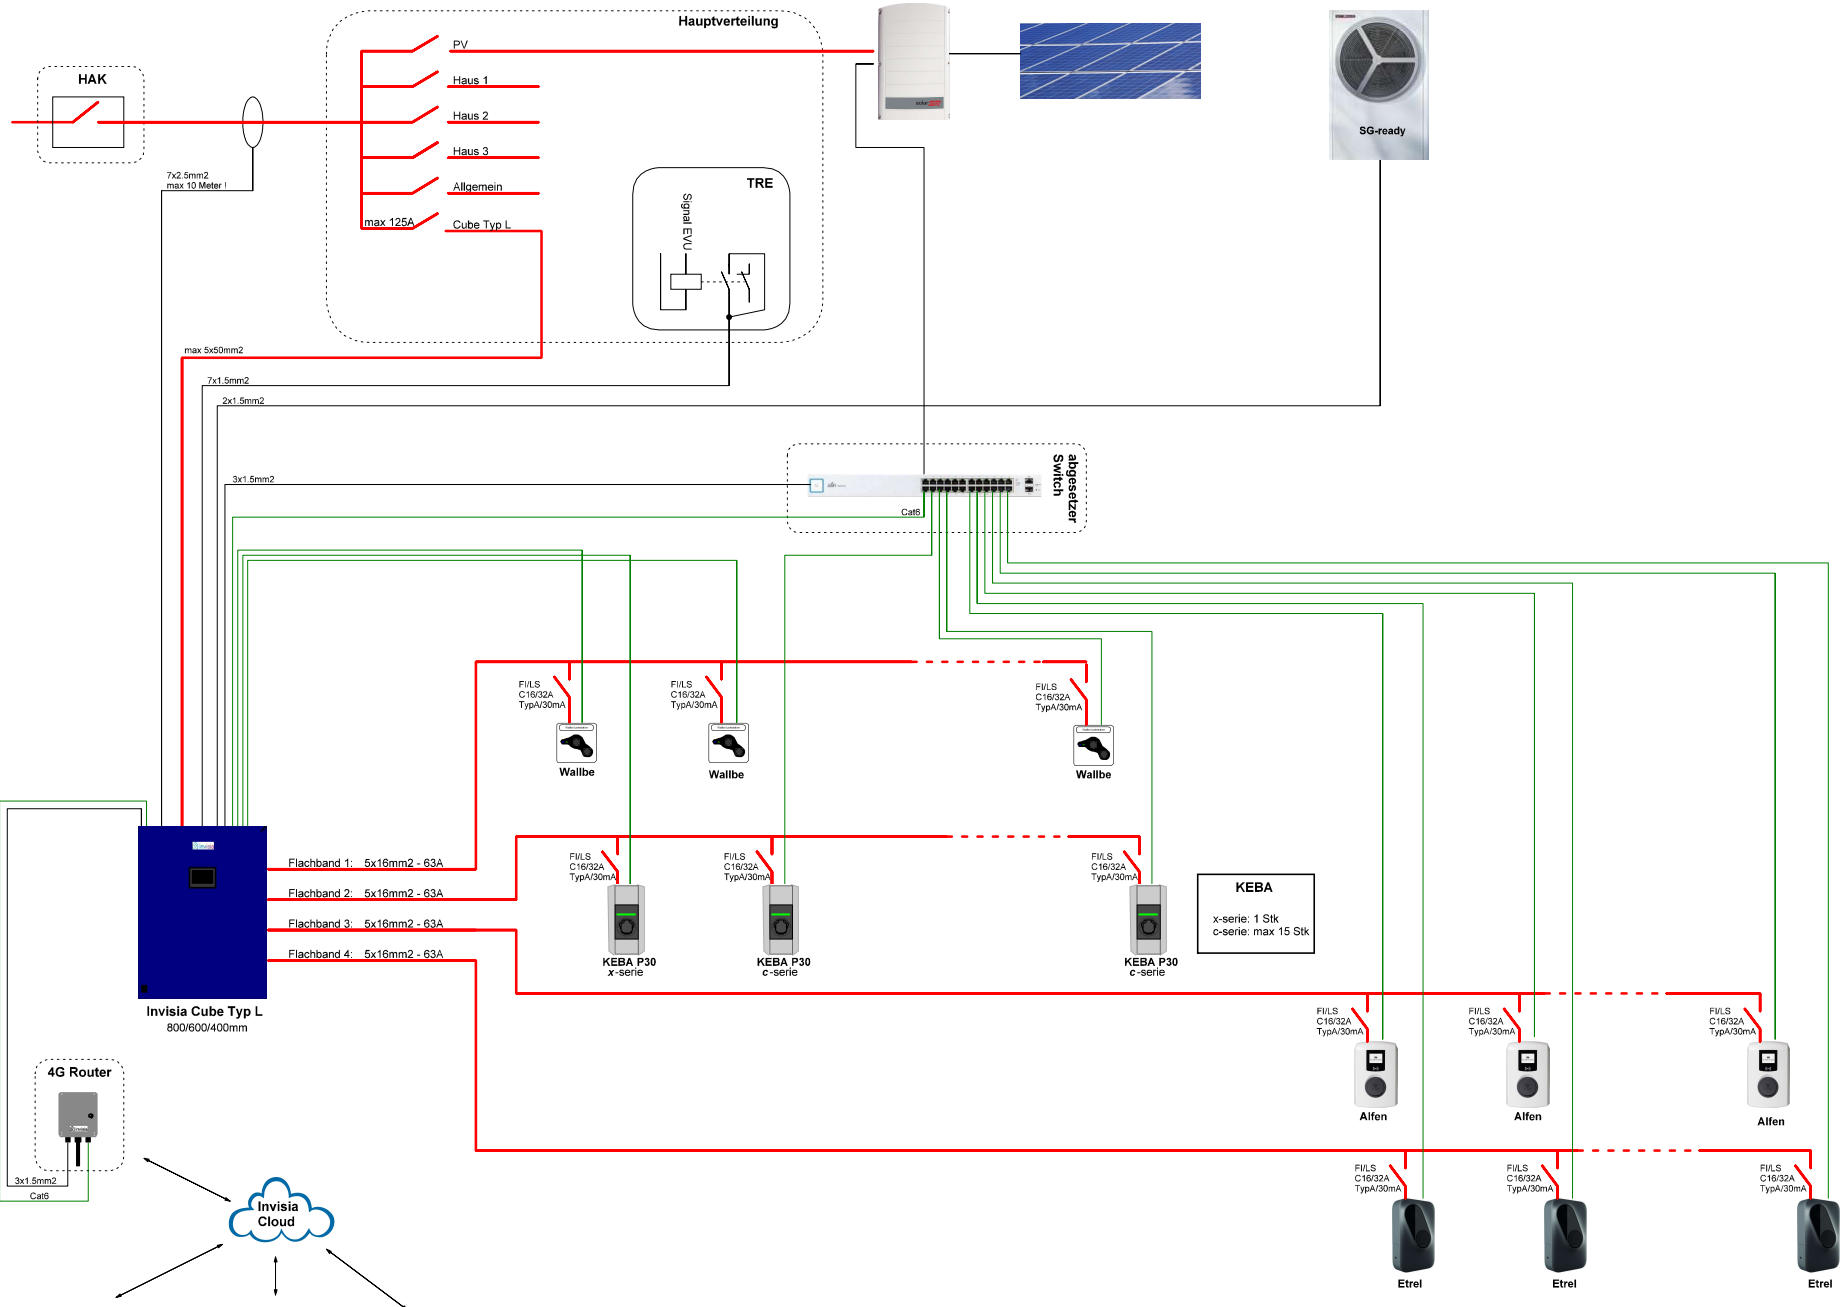 Hauptverteilung
HAK
PV
Haus 1
Haus 2
Haus 3
Allgemein
max 125A
Cube Typ L
7x2.5mm2
max 10 Meter !
TRE
Signal EVU
SG-ready
max 5x50mm2
7x1.5mm2
2x1.5mm2
3x1.5mm2
Cat6
abgesetzer
Switch
FI/LS
C16/32A
TypA/30mA
Wallbe
FI/LS
C16/32A
TypA/30mA
Wallbe
FI/LS
C16/32A
TypA/30mA
Wallbe
Flachband 1: 5x16mm2 - 63A
Flachband 2: 5x16mm2 - 63A
Flachband 3: 5x16mm2 - 63A
Flachband 4: 5x16mm2 - 63A
FI/LS
C16/32A
TypA/30mA
KEBA P30
x-serie
FI/LS
C16/32A
TypA/30mA
KEBA P30
c-serie
FI/LS
C16/32A
TypA/30mA
KEBA P30
c-serie
KEBA
x-serie: 1 Stk
c-serie: max 15 Stk
Invisia Cube Typ L
800/600/400mm
FI/LS
C16/32A
TypA/30mA
Alfen
FI/LS
C16/32A
TypA/30mA
Alfen
FI/LS
C16/32A
TypA/30mA
Alfen
4G Router
3x1.5mm2
Cat6
Invisia
Cloud
FI/LS
C16/32A
TypA/30mA
Etrel
FI/LS
C16/32A
TypA/30mA
Etrel
FI/LS
C16/32A
TypA/30mA
Etrel